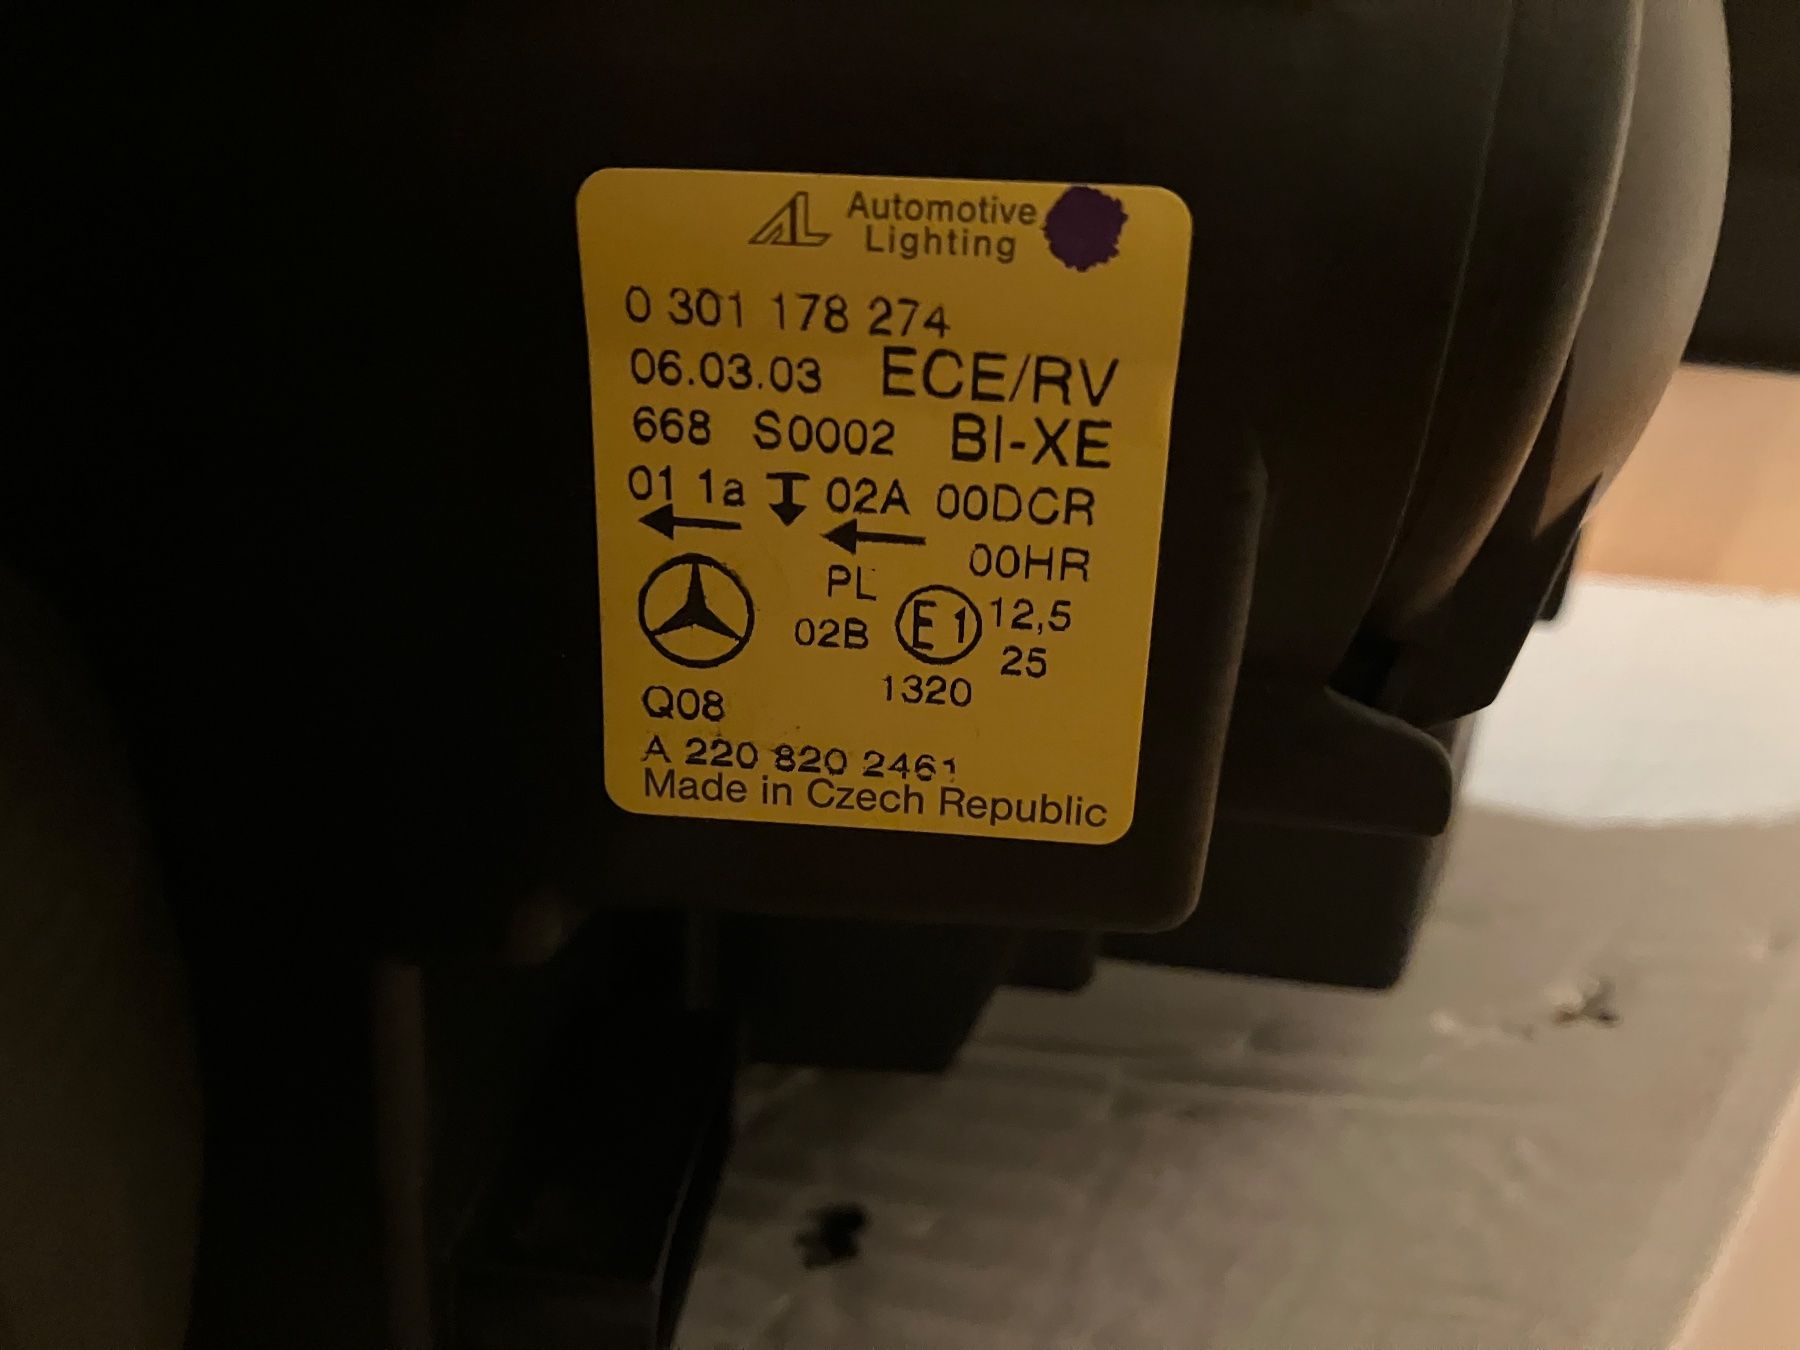 AL Automotive
Lighting
0 301 178 274
06.03.03 ECE/RV
668 S0002 BI-XE
01 1a 02A 00DCR
00HR
PL
02B E1 12,5
25
1320
Q08
A 220 820 2461
Made in Czech Republic